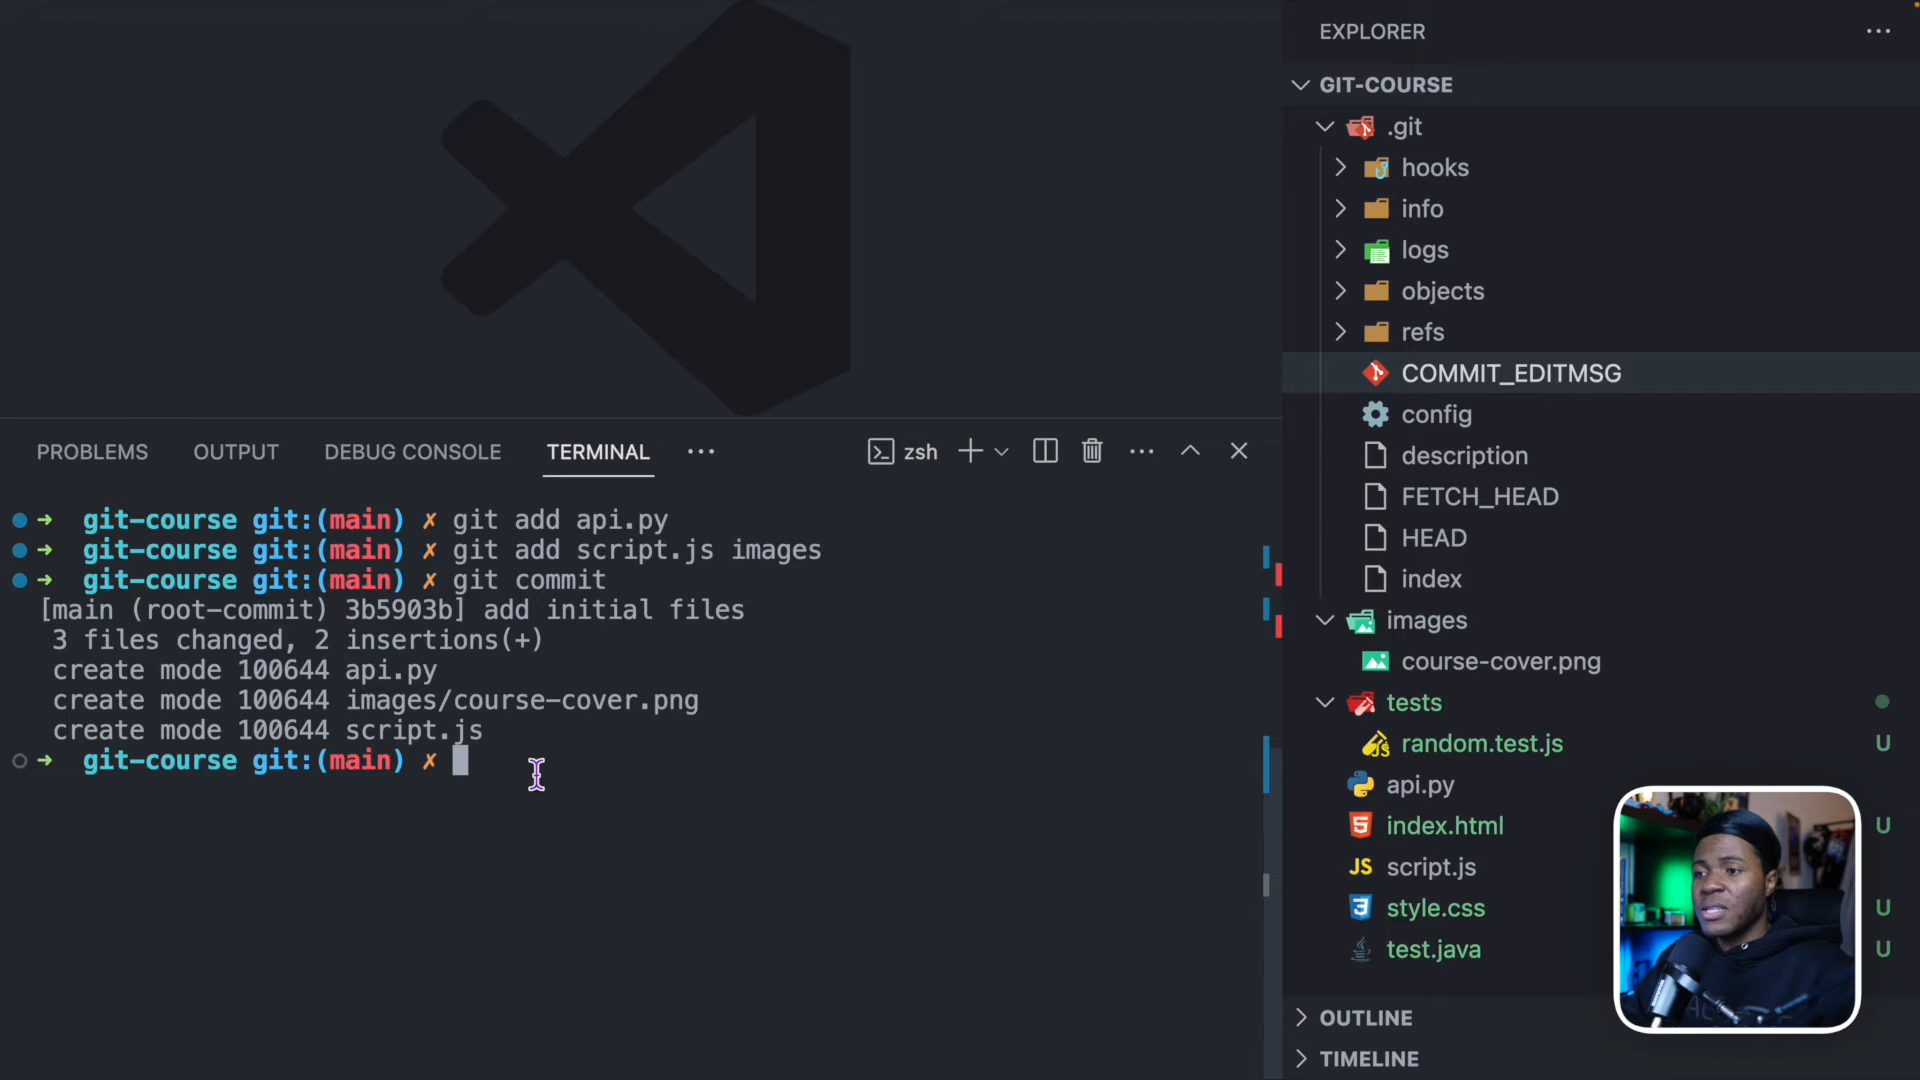 PROBLEMS OUTPUT DEBUG CONSOLE TERMINAL ··· zsh
➜ git-course git:(main) ✗ git add api.py
➜ git-course git:(main) ✗ git add script.js images
➜ git-course git:(main) ✗ git commit
[main (root-commit) 3b5903b] add initial files
3 files changed, 2 insertions(+)
create mode 100644 api.py
create mode 100644 images/course-cover.png
create mode 100644 script.js
➜ git-course git:(main) ✗
EXPLORER
GIT-COURSE
.git
hooks
info
logs
objects
refs
COMMIT_EDITMSG
config
description
FETCH_HEAD
HEAD
index
images
course-cover.png
tests
random.test.js U
api.py
index.html U
JS script.js
style.css U
test.java U
OUTLINE
TIMELINE